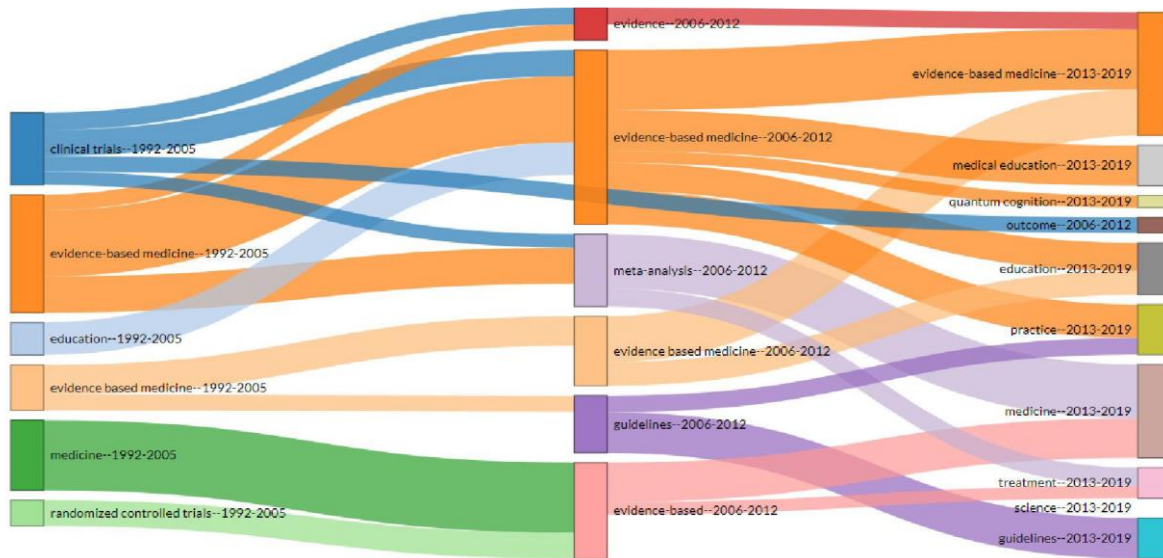 clinical trials--1992-2005
evidence-based medicine--1992-2005
education--1992-2005
evidence based medicine--1992-2005
medicine--1992-2005
randomized controlled trials--1992-2005
evidence--2006-2012
evidence-based medicine--2006-2012
meta-analysis--2006-2012
evidence based medicine--2006-2012
guidelines--2006-2012
evidence-based--2006-2012
evidence-based medicine--2013-2019
medical education--2013-2019
quantum cognition--2013-2019
outcome--2006-2012
education--2013-2019
practice--2013-2019
medicine--2013-2019
treatment--2013-2019
science--2013-2019
guidelines--2013-2019